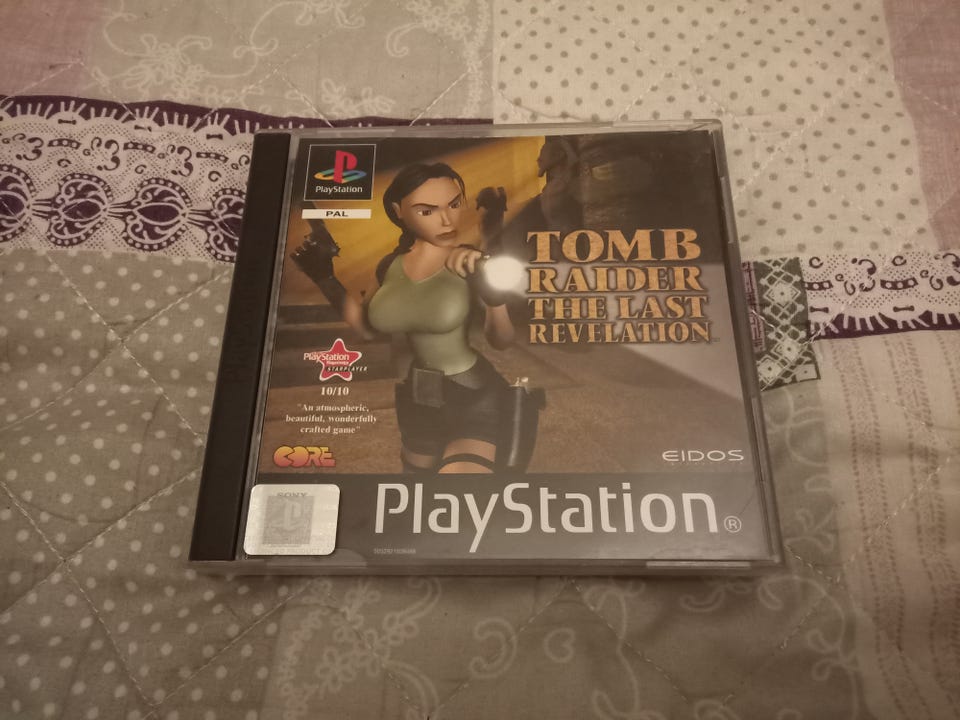 PlayStation
PAL
TOMB
RAIDER
THE LAST
REVELATION
PlayStation
STARPLAYER
10/10
"An atmospheric,
beautiful, wonderfully
crafted game"
CORE
EIDOS
SONY
PlayStation®